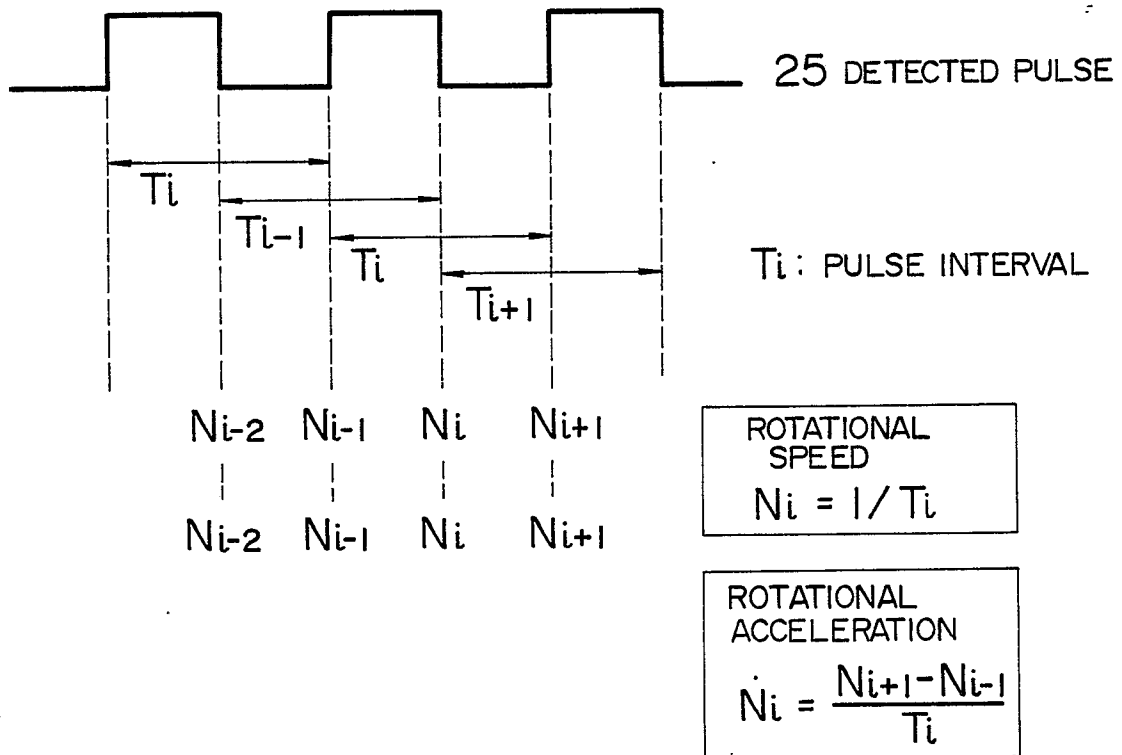 25 DETECTED PULSE
Ti
Ti-1
Ti
Ti+1
Ti : PULSE INTERVAL
Ni-2 Ni-1 Ni Ni+1
Ni-2 Ni-1 Ni Ni+1
ROTATIONAL
SPEED
Ni = 1/Ti
ROTATIONAL
ACCELERATION
Ṅi = Ni+1-Ni-1
Ti